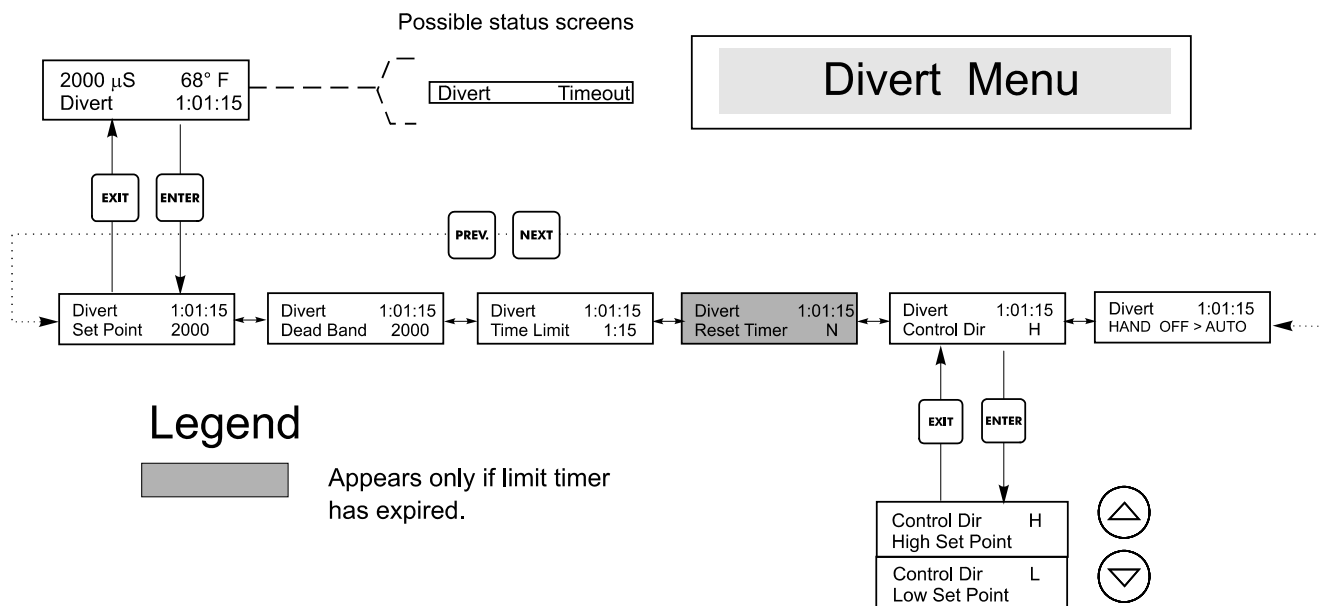 Possible status screens
Divert Menu
2000 μS 68° F
Divert 1:01:15
Divert Timeout
EXIT
ENTER
PREV.
NEXT
Divert 1:01:15
Set Point 2000
Divert 1:01:15
Dead Band 2000
Divert 1:01:15
Time Limit 1:15
Divert 1:01:15
Reset Timer N
Divert 1:01:15
Control Dir H
Divert 1:01:15
HAND OFF > AUTO
EXIT
ENTER
Legend
Appears only if limit timer
has expired.
Control Dir H
High Set Point
Control Dir L
Low Set Point